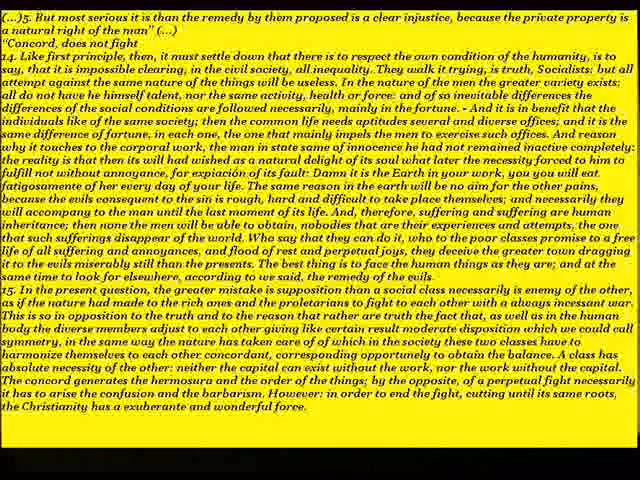 (...)5. But most serious it is than the remedy by them proposed is a clear injustice, because the private property is
a natural right of the man" (...)
"Concord, does not fight
14. Like first principle, then, it must settle down that there is to respect the own condition of the humanity, is to
say, that it is impossible clearing, in the civil society, all inequality. They walk it trying, is truth, Socialists; but all
attempt against the same nature of the things will be useless. In the nature of the men the greater variety exists;
all do not have he himself talent, nor the same activity, health or force: and of so inevitable differences the
differences of the social conditions are followed necessarily, mainly in the fortune. - And it is in benefit that the
individuals like of the same society; then the common life needs aptitudes several and diverse offices; and it is the
same difference of fortune, in each one, the one that mainly impels the men to exercise such offices. And reason
why it touches to the corporal work, the man in state same of innocence he had not remained inactive completely:
the reality is that then its will had wished as a natural delight of its soul what later the necessity forced to him to
fulfill not without annoyance, for expiación of its fault: Damn it is the Earth in your work, you you will eat
fatigosamente of her every day of your life. The same reason in the earth will be no aim for the other pains,
because the evils consequent to the sin is rough, hard and difficult to take place themselves; and necessarily they
will accompany to the man until the last moment of its life. And, therefore, suffering and suffering are human
inheritance; then none the men will be able to obtain, nobodies that are their experiences and attempts, the one
that such sufferings disappear of the world. Who say that they can do it, who to the poor classes promise to a free
life of all suffering and annoyances, and flood of rest and perpetual joys, they deceive the greater town dragging
it to the evils miserably still than the presents. The best thing is to face the human things as they are; and at the
same time to look for elsewhere, according to we said, the remedy of the evils.
15. In the present question, the greater mistake is supposition than a social class necessarily is enemy of the other,
as if the nature had made to the rich ones and the proletarians to fight to each other with a always incessant war.
This is so in opposition to the truth and to the reason that rather are truth the fact that, as well as in the human
body the diverse members adjust to each other giving like certain result moderate disposition which we could call
symmetry, in the same way the nature has taken care of of which in the society these two classes have to
harmonize themselves to each other concordant, corresponding opportunely to obtain the balance. A class has
absolute necessity of the other: neither the capital can exist without the work, nor the work without the capital.
The concord generates the hermosura and the order of the things; by the opposite, of a perpetual fight necessarily
it has to arise the confusion and the barbarism. However: in order to end the fight, cutting until its same roots,
the Christianity has a exuberante and wonderful force.